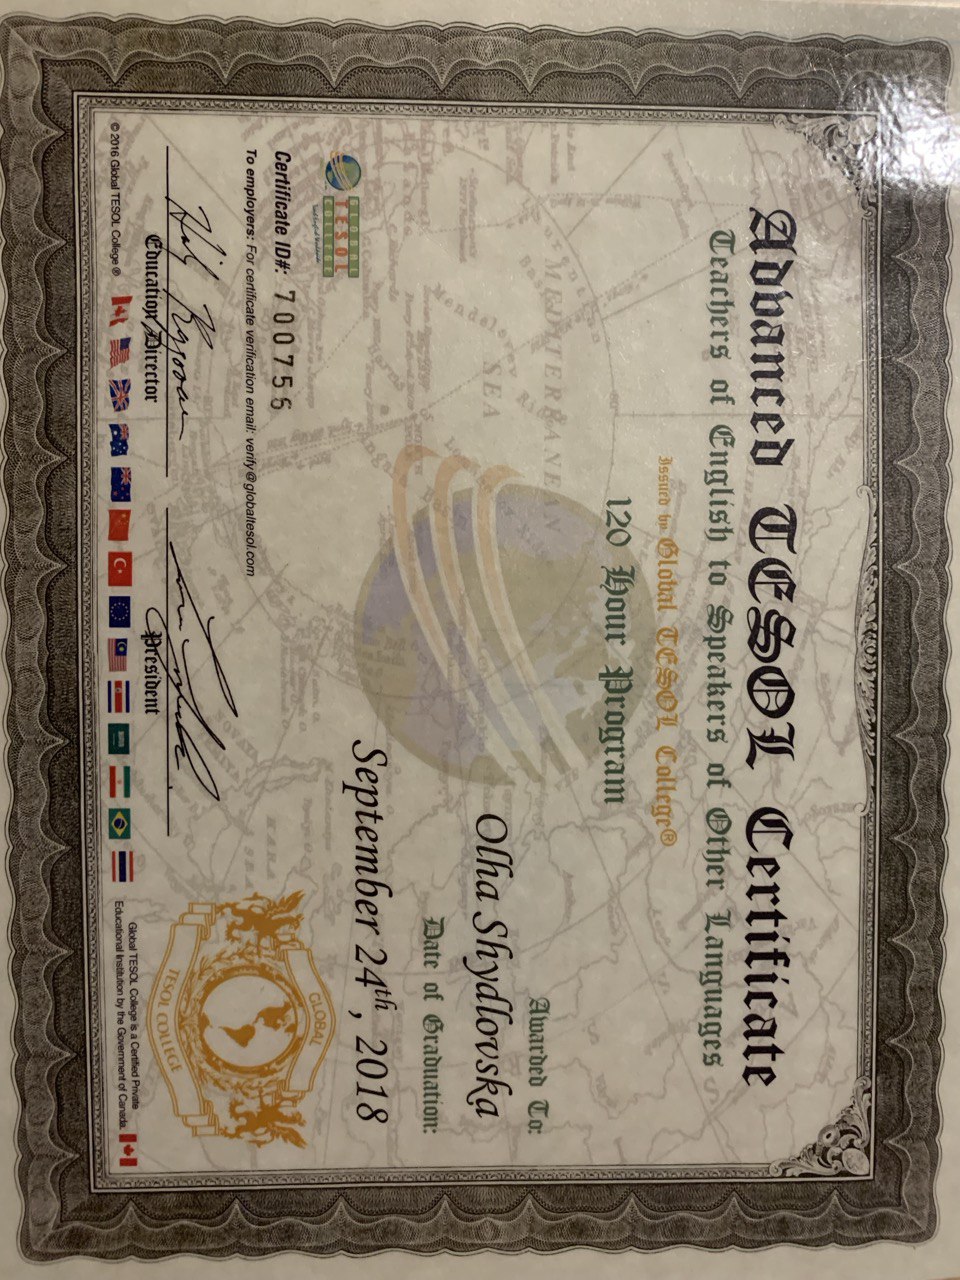 Advanced TESOL Certificate
Teachers of English to Speakers of Other Languages
Issued by Global TESOL College®
120 Hour Program
Awarded To:
Olha Shydlovska
Date of Graduation:
September 24th, 2018
GLOBAL
TESOL
COLLEGE
Certificate ID#: 700756
To employers: For certificate verification email: verify@globaltesol.com
Education Director
President
GLOBAL
TESOL COLLEGE
© 2016 Global TESOL College ®
Global TESOL College is a Certified Private
Educational Institution by the Government of Canada.
MEDITERRANEAN
SEA